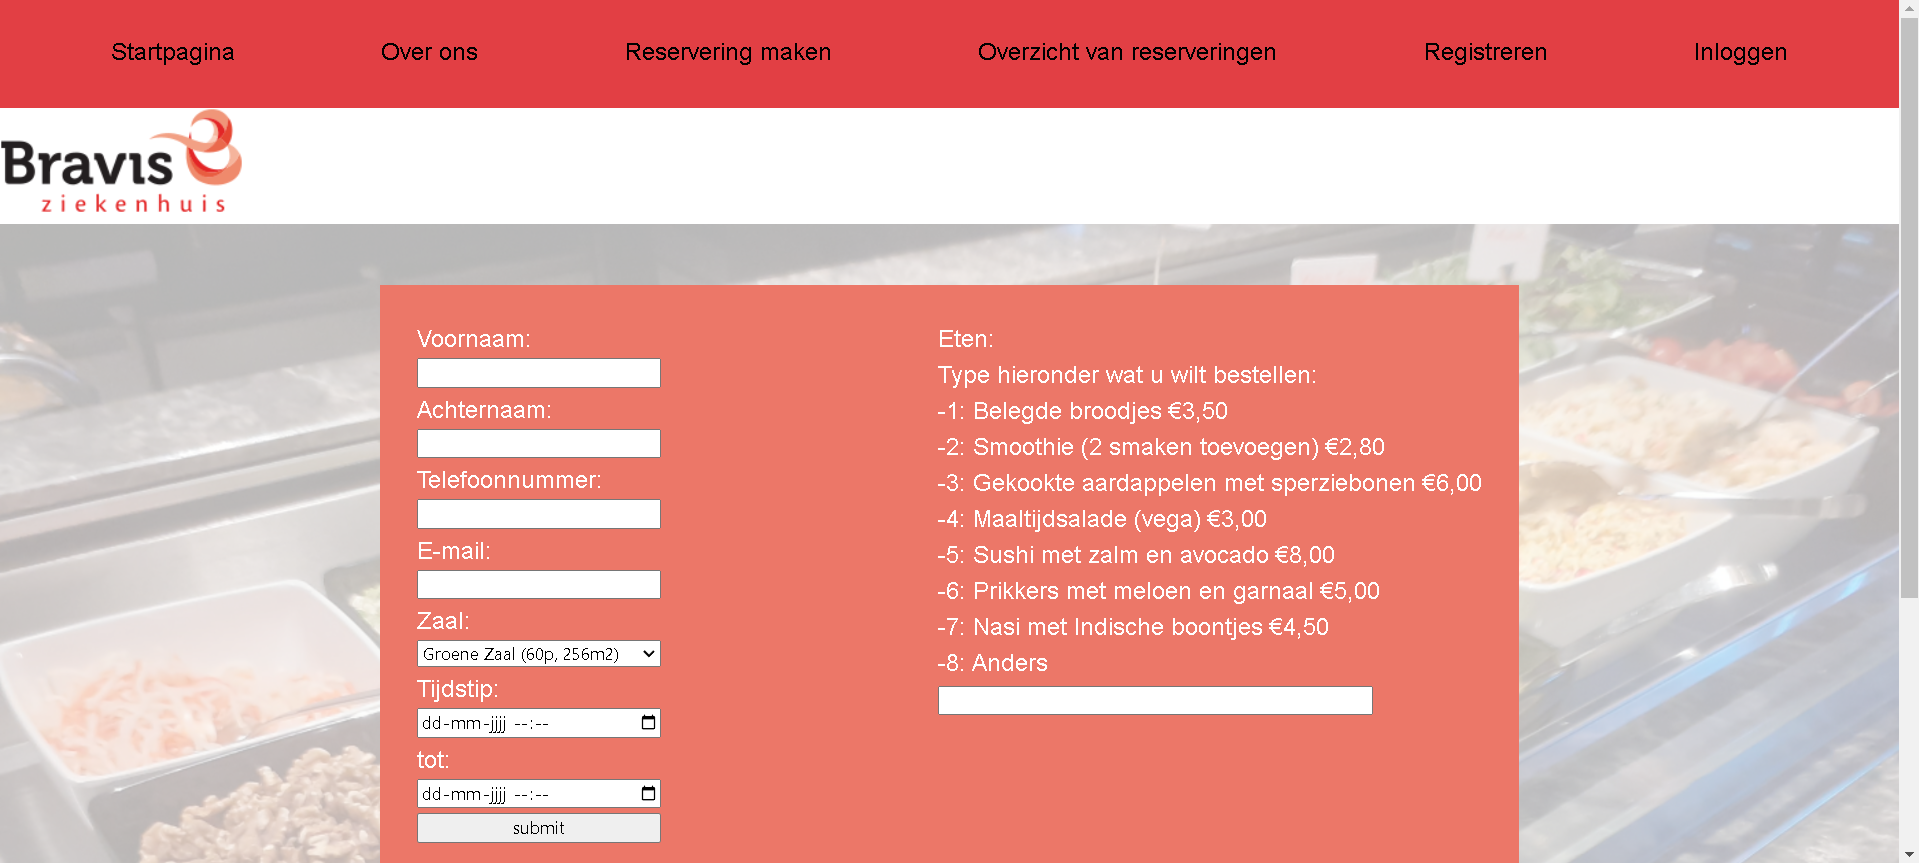 Startpagina
Over ons
Reservering maken
Overzicht van reserveringen
Registreren
Inloggen
Bravis
ziekenhuis
Voornaam:
Achternaam:
Telefoonnummer:
E-mail:
Zaal:
Groene Zaal (60p, 256m2)
Tijdstip:
dd-mm-jjjj --:--
tot:
dd-mm-jjjj --:--
submit
Eten:
Type hieronder wat u wilt bestellen:
-1: Belegde broodjes €3,50
-2: Smoothie (2 smaken toevoegen) €2,80
-3: Gekookte aardappelen met sperziebonen €6,00
-4: Maaltijdsalade (vega) €3,00
-5: Sushi met zalm en avocado €8,00
-6: Prikkers met meloen en garnaal €5,00
-7: Nasi met Indische boontjes €4,50
-8: Anders